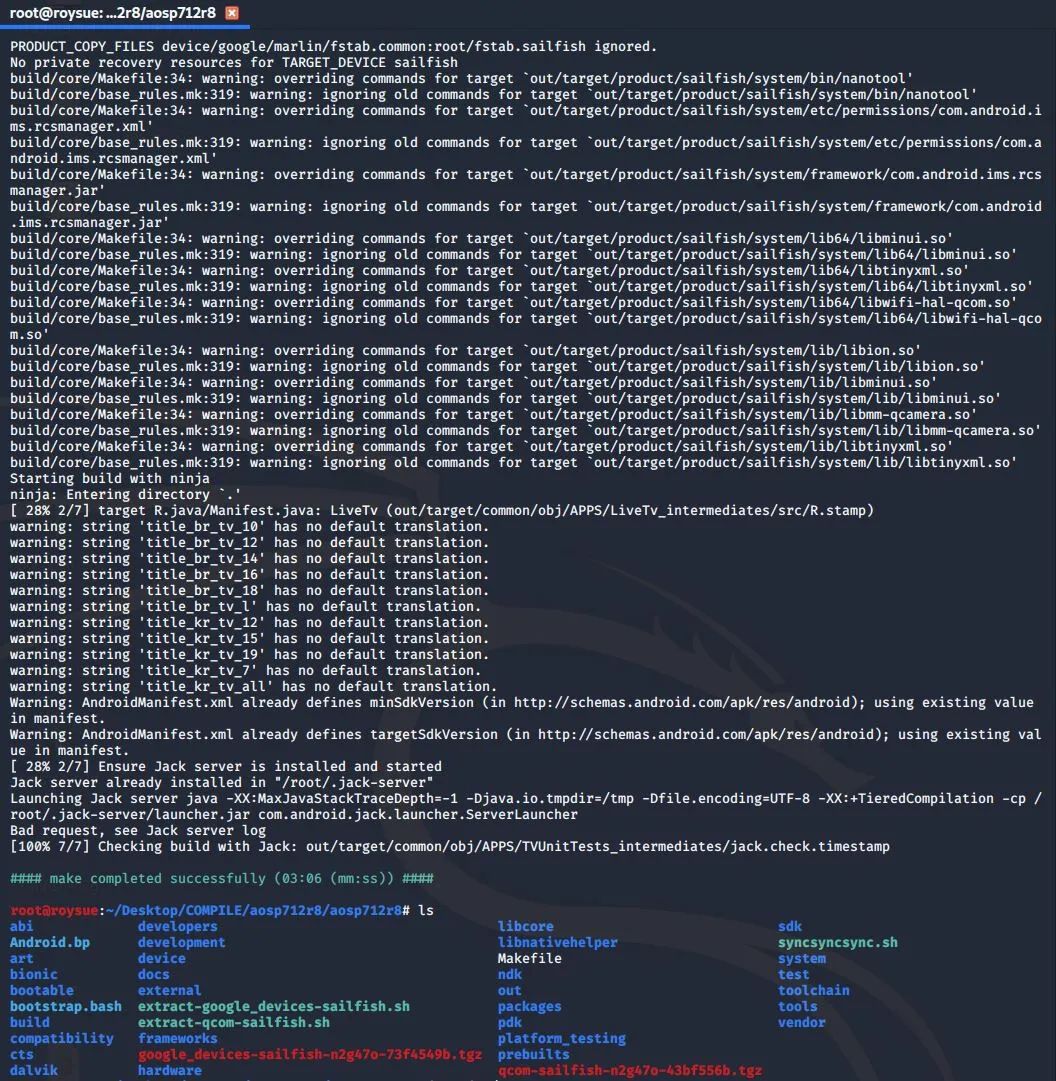 root@roysue: ...2r8/aosp712r8
PRODUCT_COPY_FILES device/google/marlin/fstab.common:root/fstab.sailfish ignored.
No private recovery resources for TARGET_DEVICE sailfish
build/core/Makefile:34: warning: overriding commands for target `out/target/product/sailfish/system/bin/nanotool'
build/core/base_rules.mk:319: warning: ignoring old commands for target `out/target/product/sailfish/system/bin/nanotool'
build/core/Makefile:34: warning: overriding commands for target `out/target/product/sailfish/system/etc/permissions/com.android.i
ms.rcsmanager.xml'
build/core/base_rules.mk:319: warning: ignoring old commands for target `out/target/product/sailfish/system/etc/permissions/com.a
ndroid.ims.rcsmanager.xml'
build/core/Makefile:34: warning: overriding commands for target `out/target/product/sailfish/system/framework/com.android.ims.rcs
manager.jar'
build/core/base_rules.mk:319: warning: ignoring old commands for target `out/target/product/sailfish/system/framework/com.android
.ims.rcsmanager.jar'
build/core/Makefile:34: warning: overriding commands for target `out/target/product/sailfish/system/lib64/libminui.so'
build/core/base_rules.mk:319: warning: ignoring old commands for target `out/target/product/sailfish/system/lib64/libminui.so'
build/core/Makefile:34: warning: overriding commands for target `out/target/product/sailfish/system/lib64/libtinyxml.so'
build/core/base_rules.mk:319: warning: ignoring old commands for target `out/target/product/sailfish/system/lib64/libtinyxml.so'
build/core/Makefile:34: warning: overriding commands for target `out/target/product/sailfish/system/lib64/libwifi-hal-qcom.so'
build/core/base_rules.mk:319: warning: ignoring old commands for target `out/target/product/sailfish/system/lib64/libwifi-hal-qco
m.so'
build/core/Makefile:34: warning: overriding commands for target `out/target/product/sailfish/system/lib/libion.so'
build/core/base_rules.mk:319: warning: ignoring old commands for target `out/target/product/sailfish/system/lib/libion.so'
build/core/Makefile:34: warning: overriding commands for target `out/target/product/sailfish/system/lib/libminui.so'
build/core/base_rules.mk:319: warning: ignoring old commands for target `out/target/product/sailfish/system/lib/libminui.so'
build/core/Makefile:34: warning: overriding commands for target `out/target/product/sailfish/system/lib/libmm-qcamera.so'
build/core/base_rules.mk:319: warning: ignoring old commands for target `out/target/product/sailfish/system/lib/libmm-qcamera.so'
build/core/Makefile:34: warning: overriding commands for target `out/target/product/sailfish/system/lib/libtinyxml.so'
build/core/base_rules.mk:319: warning: ignoring old commands for target `out/target/product/sailfish/system/lib/libtinyxml.so'
Starting build with ninja
ninja: Entering directory `.'
[ 28% 2/7] target R.java/Manifest.java: LiveTv (out/target/common/obj/APPS/LiveTv_intermediates/src/R.stamp)
warning: string 'title_br_tv_10' has no default translation.
warning: string 'title_br_tv_12' has no default translation.
warning: string 'title_br_tv_14' has no default translation.
warning: string 'title_br_tv_16' has no default translation.
warning: string 'title_br_tv_18' has no default translation.
warning: string 'title_br_tv_l' has no default translation.
warning: string 'title_kr_tv_12' has no default translation.
warning: string 'title_kr_tv_15' has no default translation.
warning: string 'title_kr_tv_19' has no default translation.
warning: string 'title_kr_tv_7' has no default translation.
warning: string 'title_kr_tv_all' has no default translation.
Warning: AndroidManifest.xml already defines minSdkVersion (in http://schemas.android.com/apk/res/android); using existing value
in manifest.
Warning: AndroidManifest.xml already defines targetSdkVersion (in http://schemas.android.com/apk/res/android); using existing val
ue in manifest.
[ 28% 2/7] Ensure Jack server is installed and started
Jack server already installed in "/root/.jack-server"
Launching Jack server java -XX:MaxJavaStackTraceDepth=-1 -Djava.io.tmpdir=/tmp -Dfile.encoding=UTF-8 -XX:+TieredCompilation -cp /
root/.jack-server/launcher.jar com.android.jack.launcher.ServerLauncher
Bad request, see Jack server log
[100% 7/7] Checking build with Jack: out/target/common/obj/APPS/TVUnitTests_intermediates/jack.check.timestamp
#### make completed successfully (03:06 (mm:ss)) ####
root@roysue:~/Desktop/COMPILE/aosp712r8/aosp712r8# ls
abi developers libcore sdk
Android.bp development libnativehelper syncsyncsync.sh
art device Makefile system
bionic docs ndk test
bootable external out toolchain
bootstrap.bash extract-google_devices-sailfish.sh packages tools
build extract-qcom-sailfish.sh pdk vendor
compatibility frameworks platform_testing
cts google_devices-sailfish-n2g47o-73f4549b.tgz prebuilts
dalvik hardware qcom-sailfish-n2g47o-43bf556b.tgz